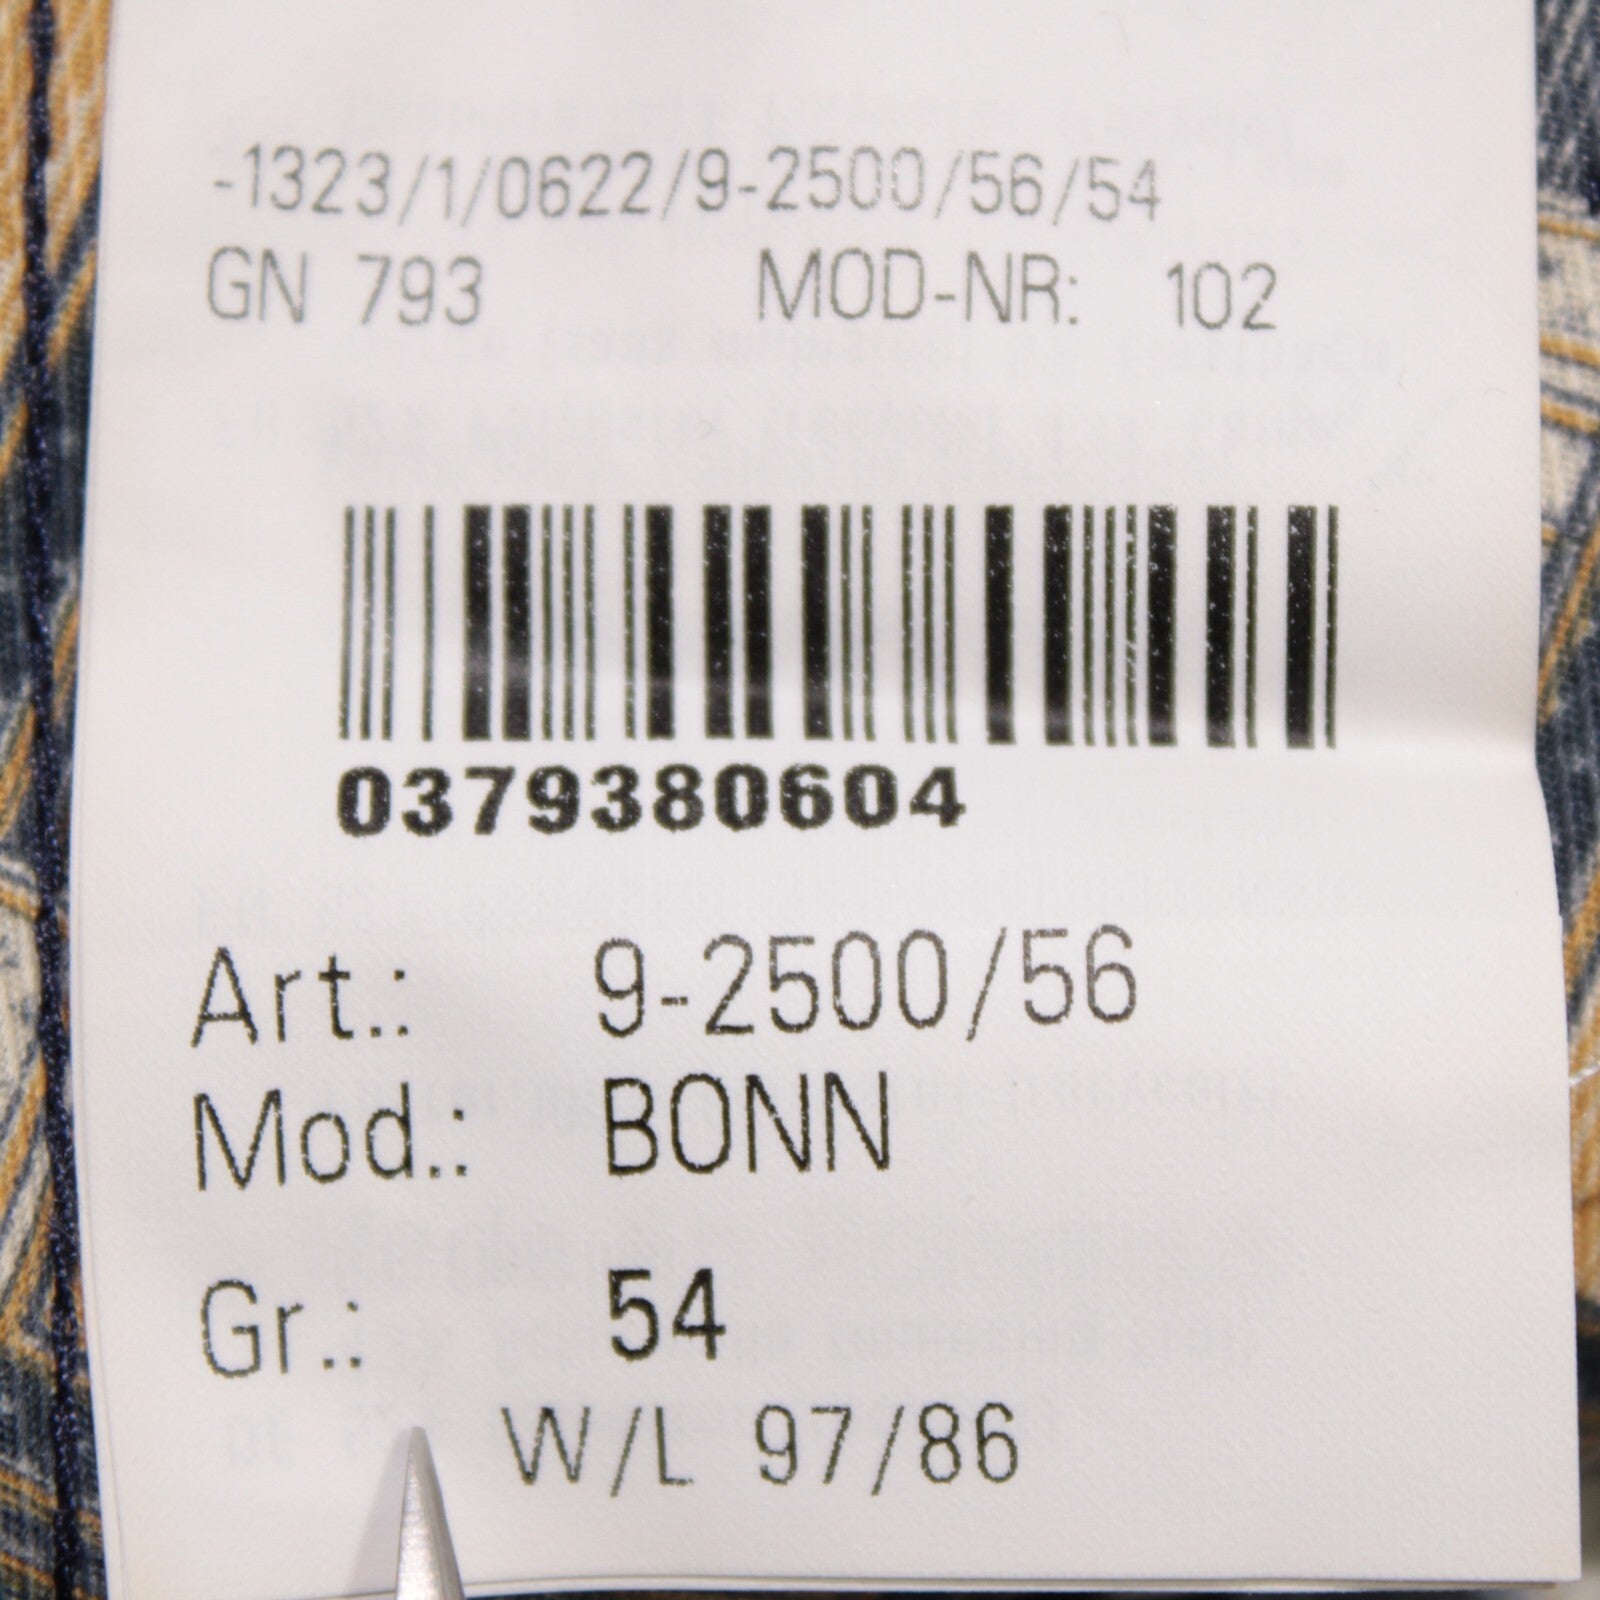 -1323/1/0622/9-2500/56/54
GN 793 MOD-NR: 102
0379380604
Art.: 9-2500/56
Mod.: BONN
Gr.: 54
W/L 97/86